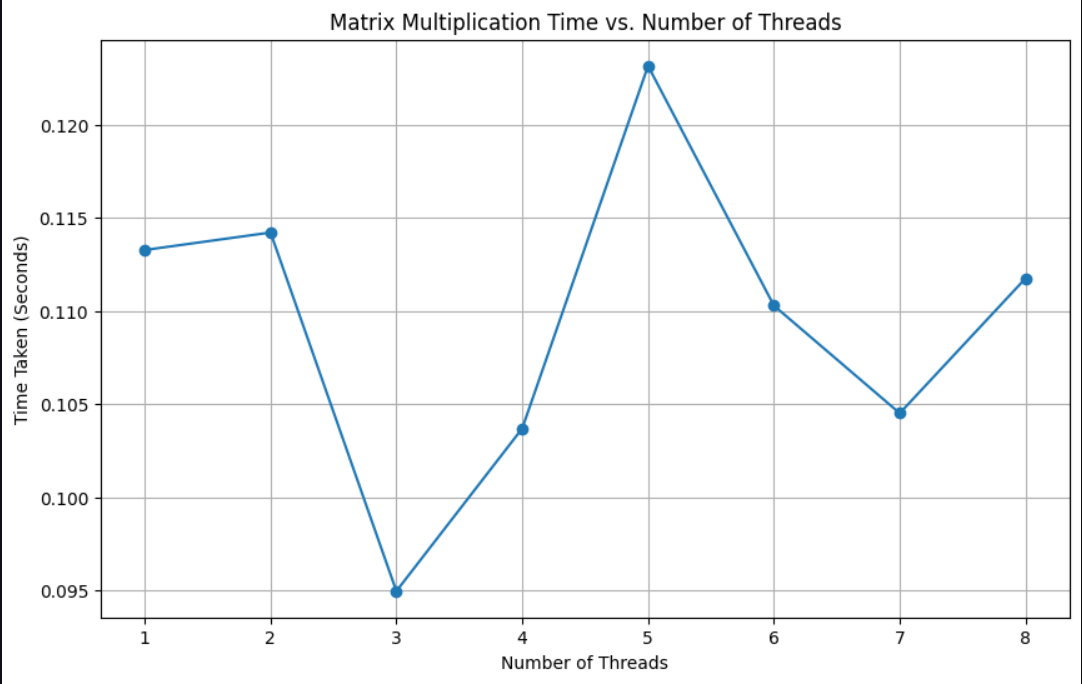 Matrix Multiplication Time vs. Number of Threads
0.120
0.115
0.110
0.105
0.100
0.095
Time Taken (Seconds)
1 2 3 4 5 6 7 8
Number of Threads